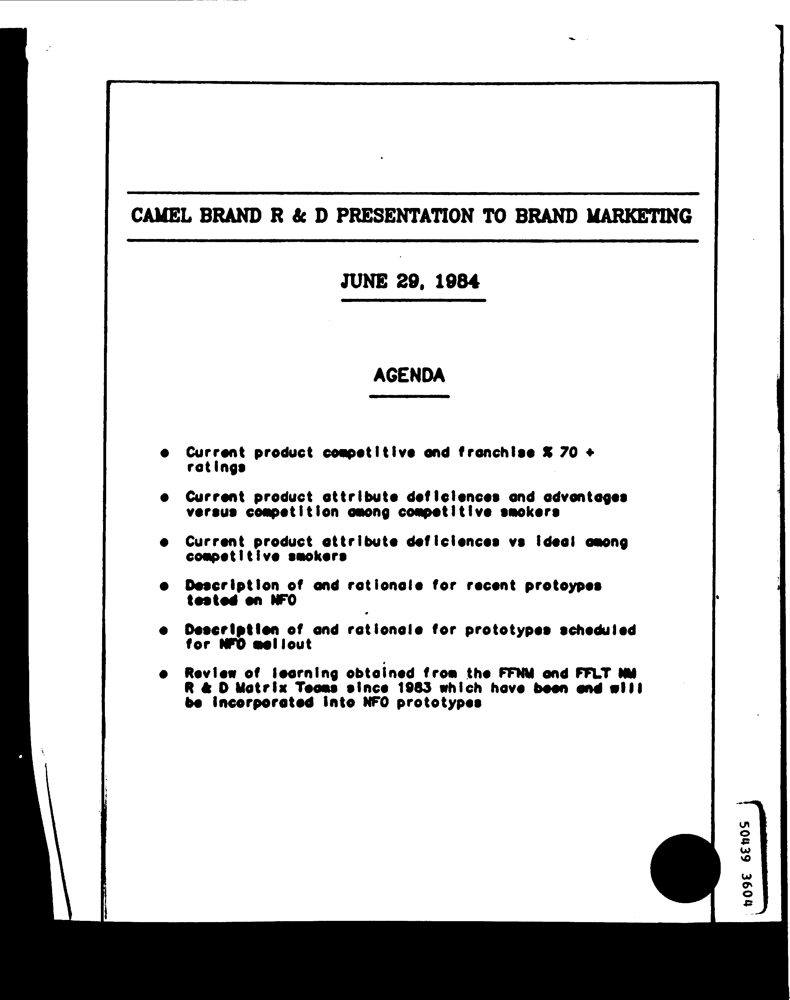 CAMEL BRAND R & D PRESENTATION TO BRAND MARKETING
JUNE 29, 1984
AGENDA
• Current product competitive and franchise % 70 +
ratings
• Current product attribute deficiences and advantages
versus competition among competitive smokers
• Current product attribute deficiences vs ideal among
competitive smokers
• Description of and rationale for recent protoypes
tested on NFO
• Description of and rationale for prototypes scheduled
for NFO mailout
• Review of learning obtained from the FFNM and FFLT NM
R & D Matrix Teams since 1983 which have been and will
be incorporated into NFO prototypes
50439 3604